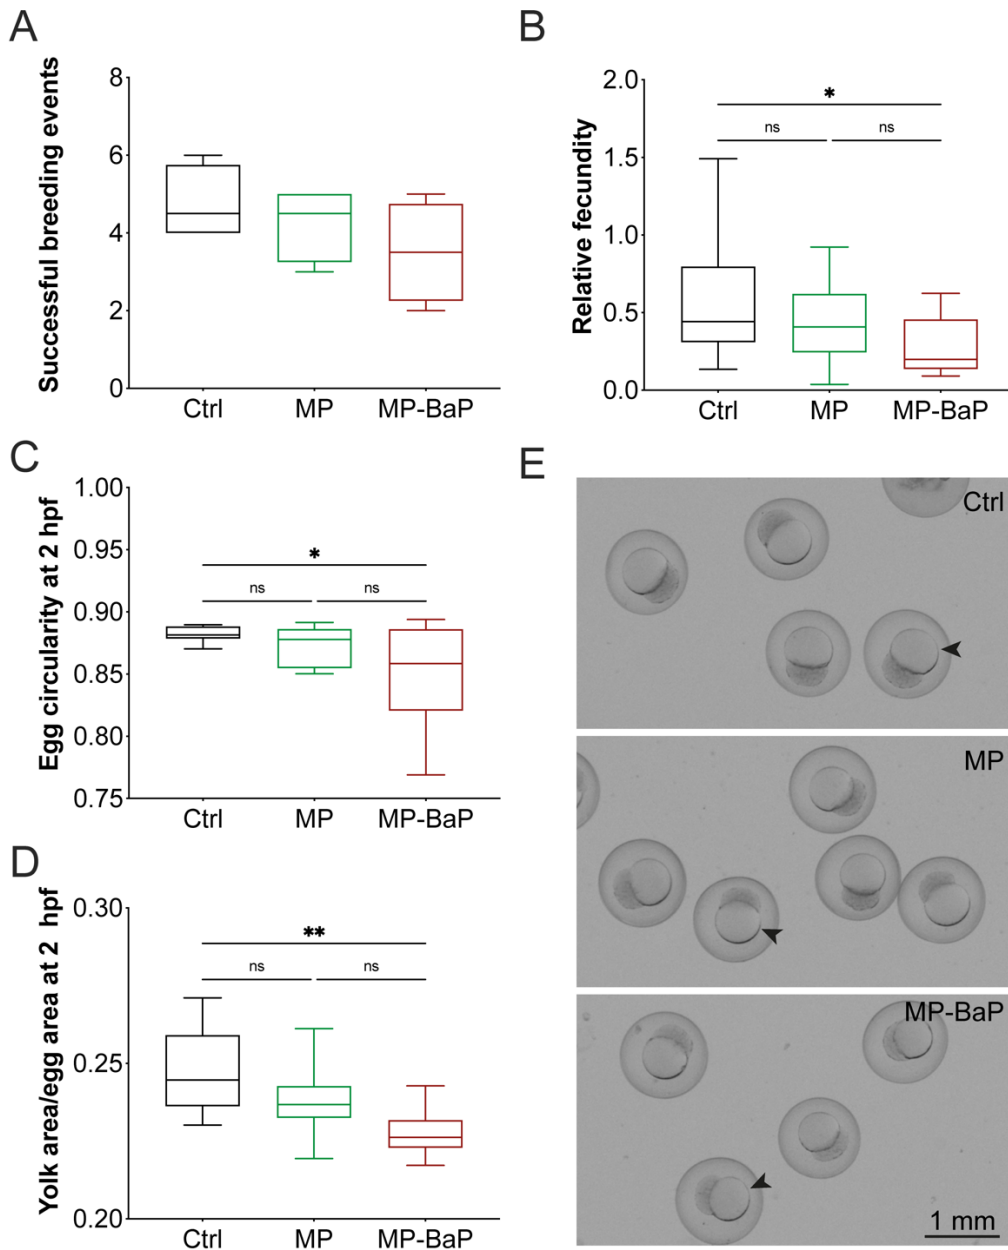 A
Successful breeding events
8
6
4
2
0
Ctrl MP MP-BaP
B
Relative fecundity
2.0
1.5
1.0
0.5
0.0
*
ns ns
Ctrl MP MP-BaP
C
Egg circularity at 2 hpf
1.00
0.95
0.90
0.85
0.80
0.75
*
ns ns
Ctrl MP MP-BaP
D
Yolk area/egg area at 2 hpf
0.30
0.25
0.20
**
ns ns
Ctrl MP MP-BaP
E
Ctrl
MP
MP-BaP
1 mm